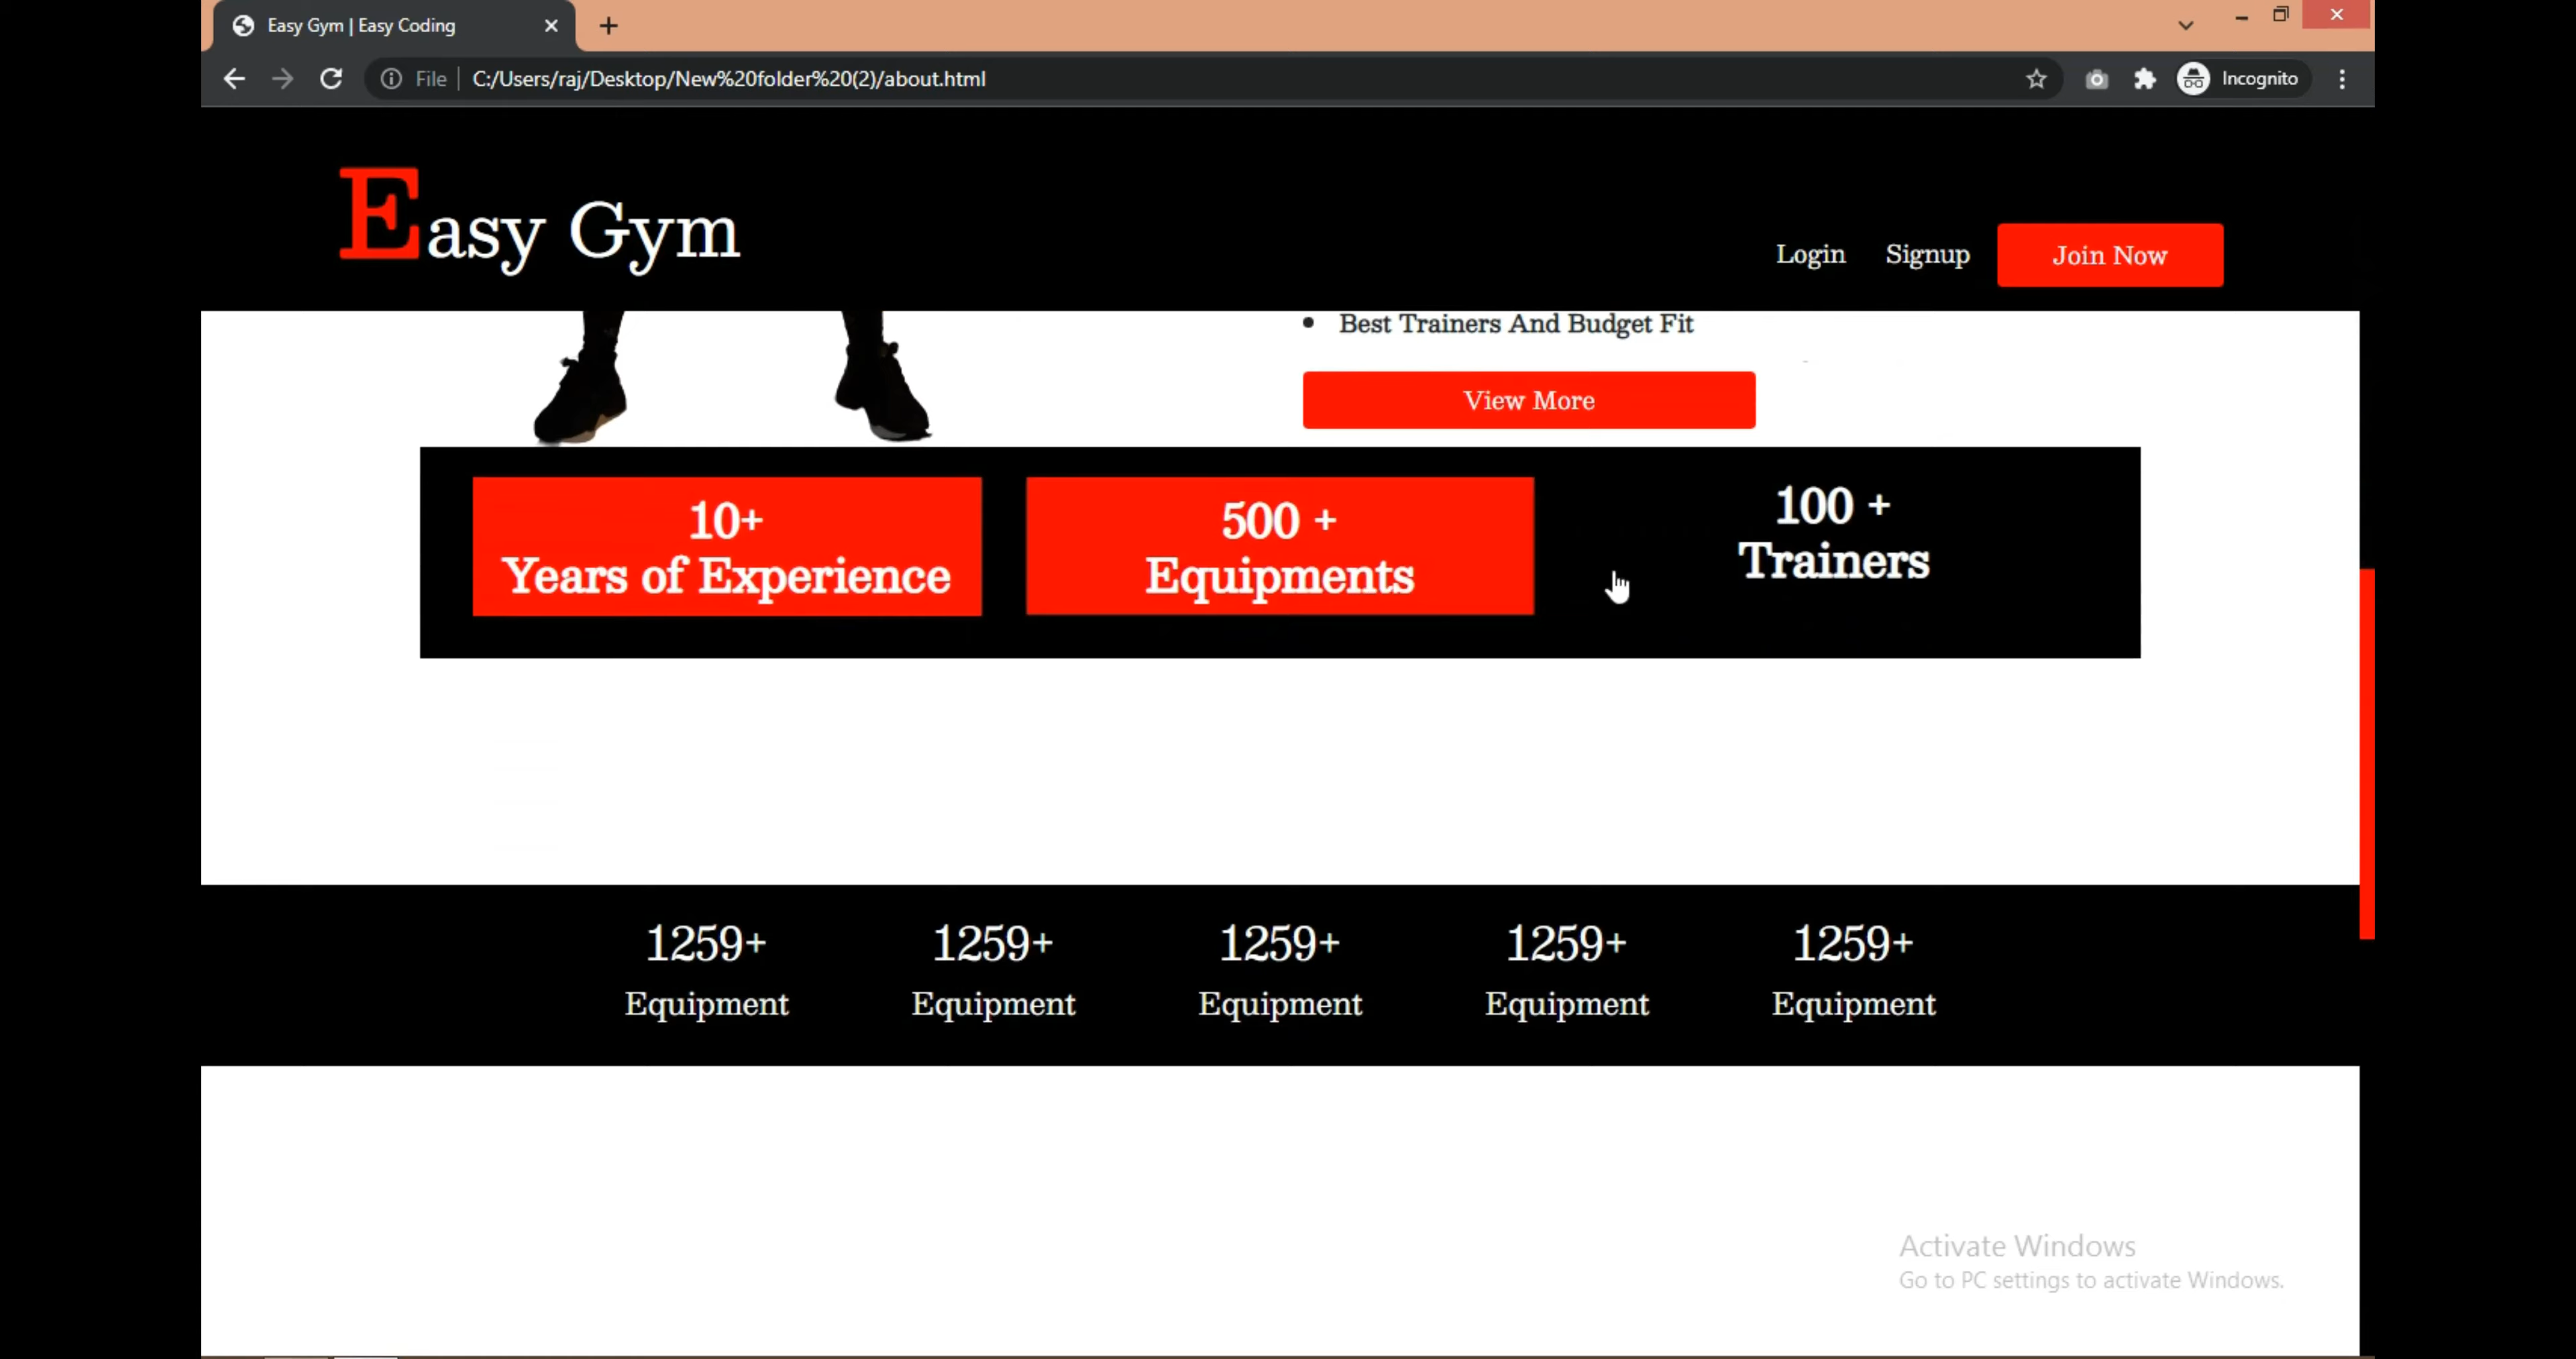 Easy Gym | Easy Coding
File C:/Users/raj/Desktop/New%20folder%20(2)/about.html
Incognito
Easy Gym
Login Signup Join Now
Best Trainers And Budget Fit
View More
10+
Years of Experience
500 +
Equipments
100 +
Trainers
1259+ 1259+ 1259+ 1259+ 1259+
Equipment Equipment Equipment Equipment Equipment
Activate Windows
Go to PC settings to activate Windows.